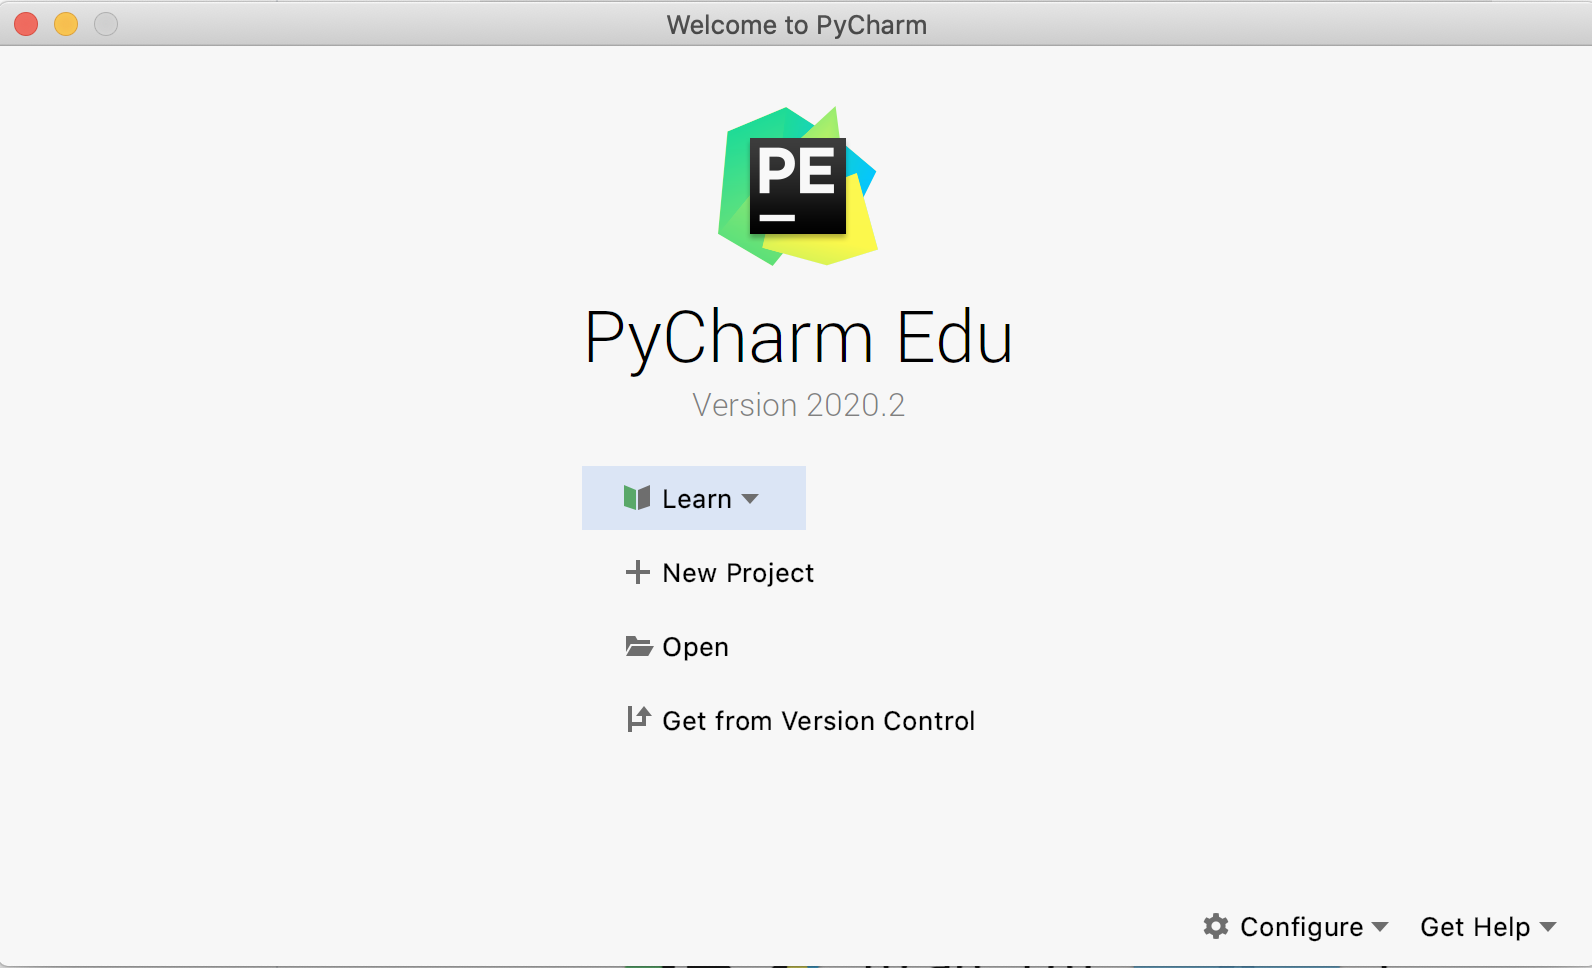 Welcome to PyCharm
PE
PyCharm Edu
Version 2020.2
Learn
New Project
Open
Get from Version Control
Configure
Get Help